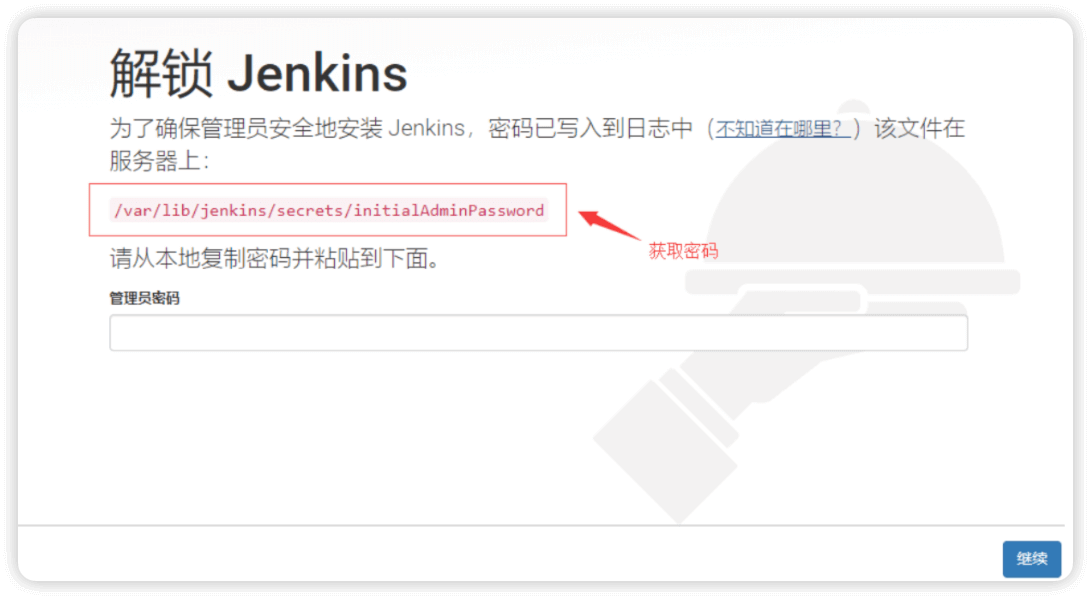 解锁 Jenkins
为了确保管理员安全地安装 Jenkins，密码已写入到日志中（不知道在哪里？）该文件在
服务器上：
/var/lib/jenkins/secrets/initialAdminPassword
获取密码
请从本地复制密码并粘贴到下面。
管理员密码
继续